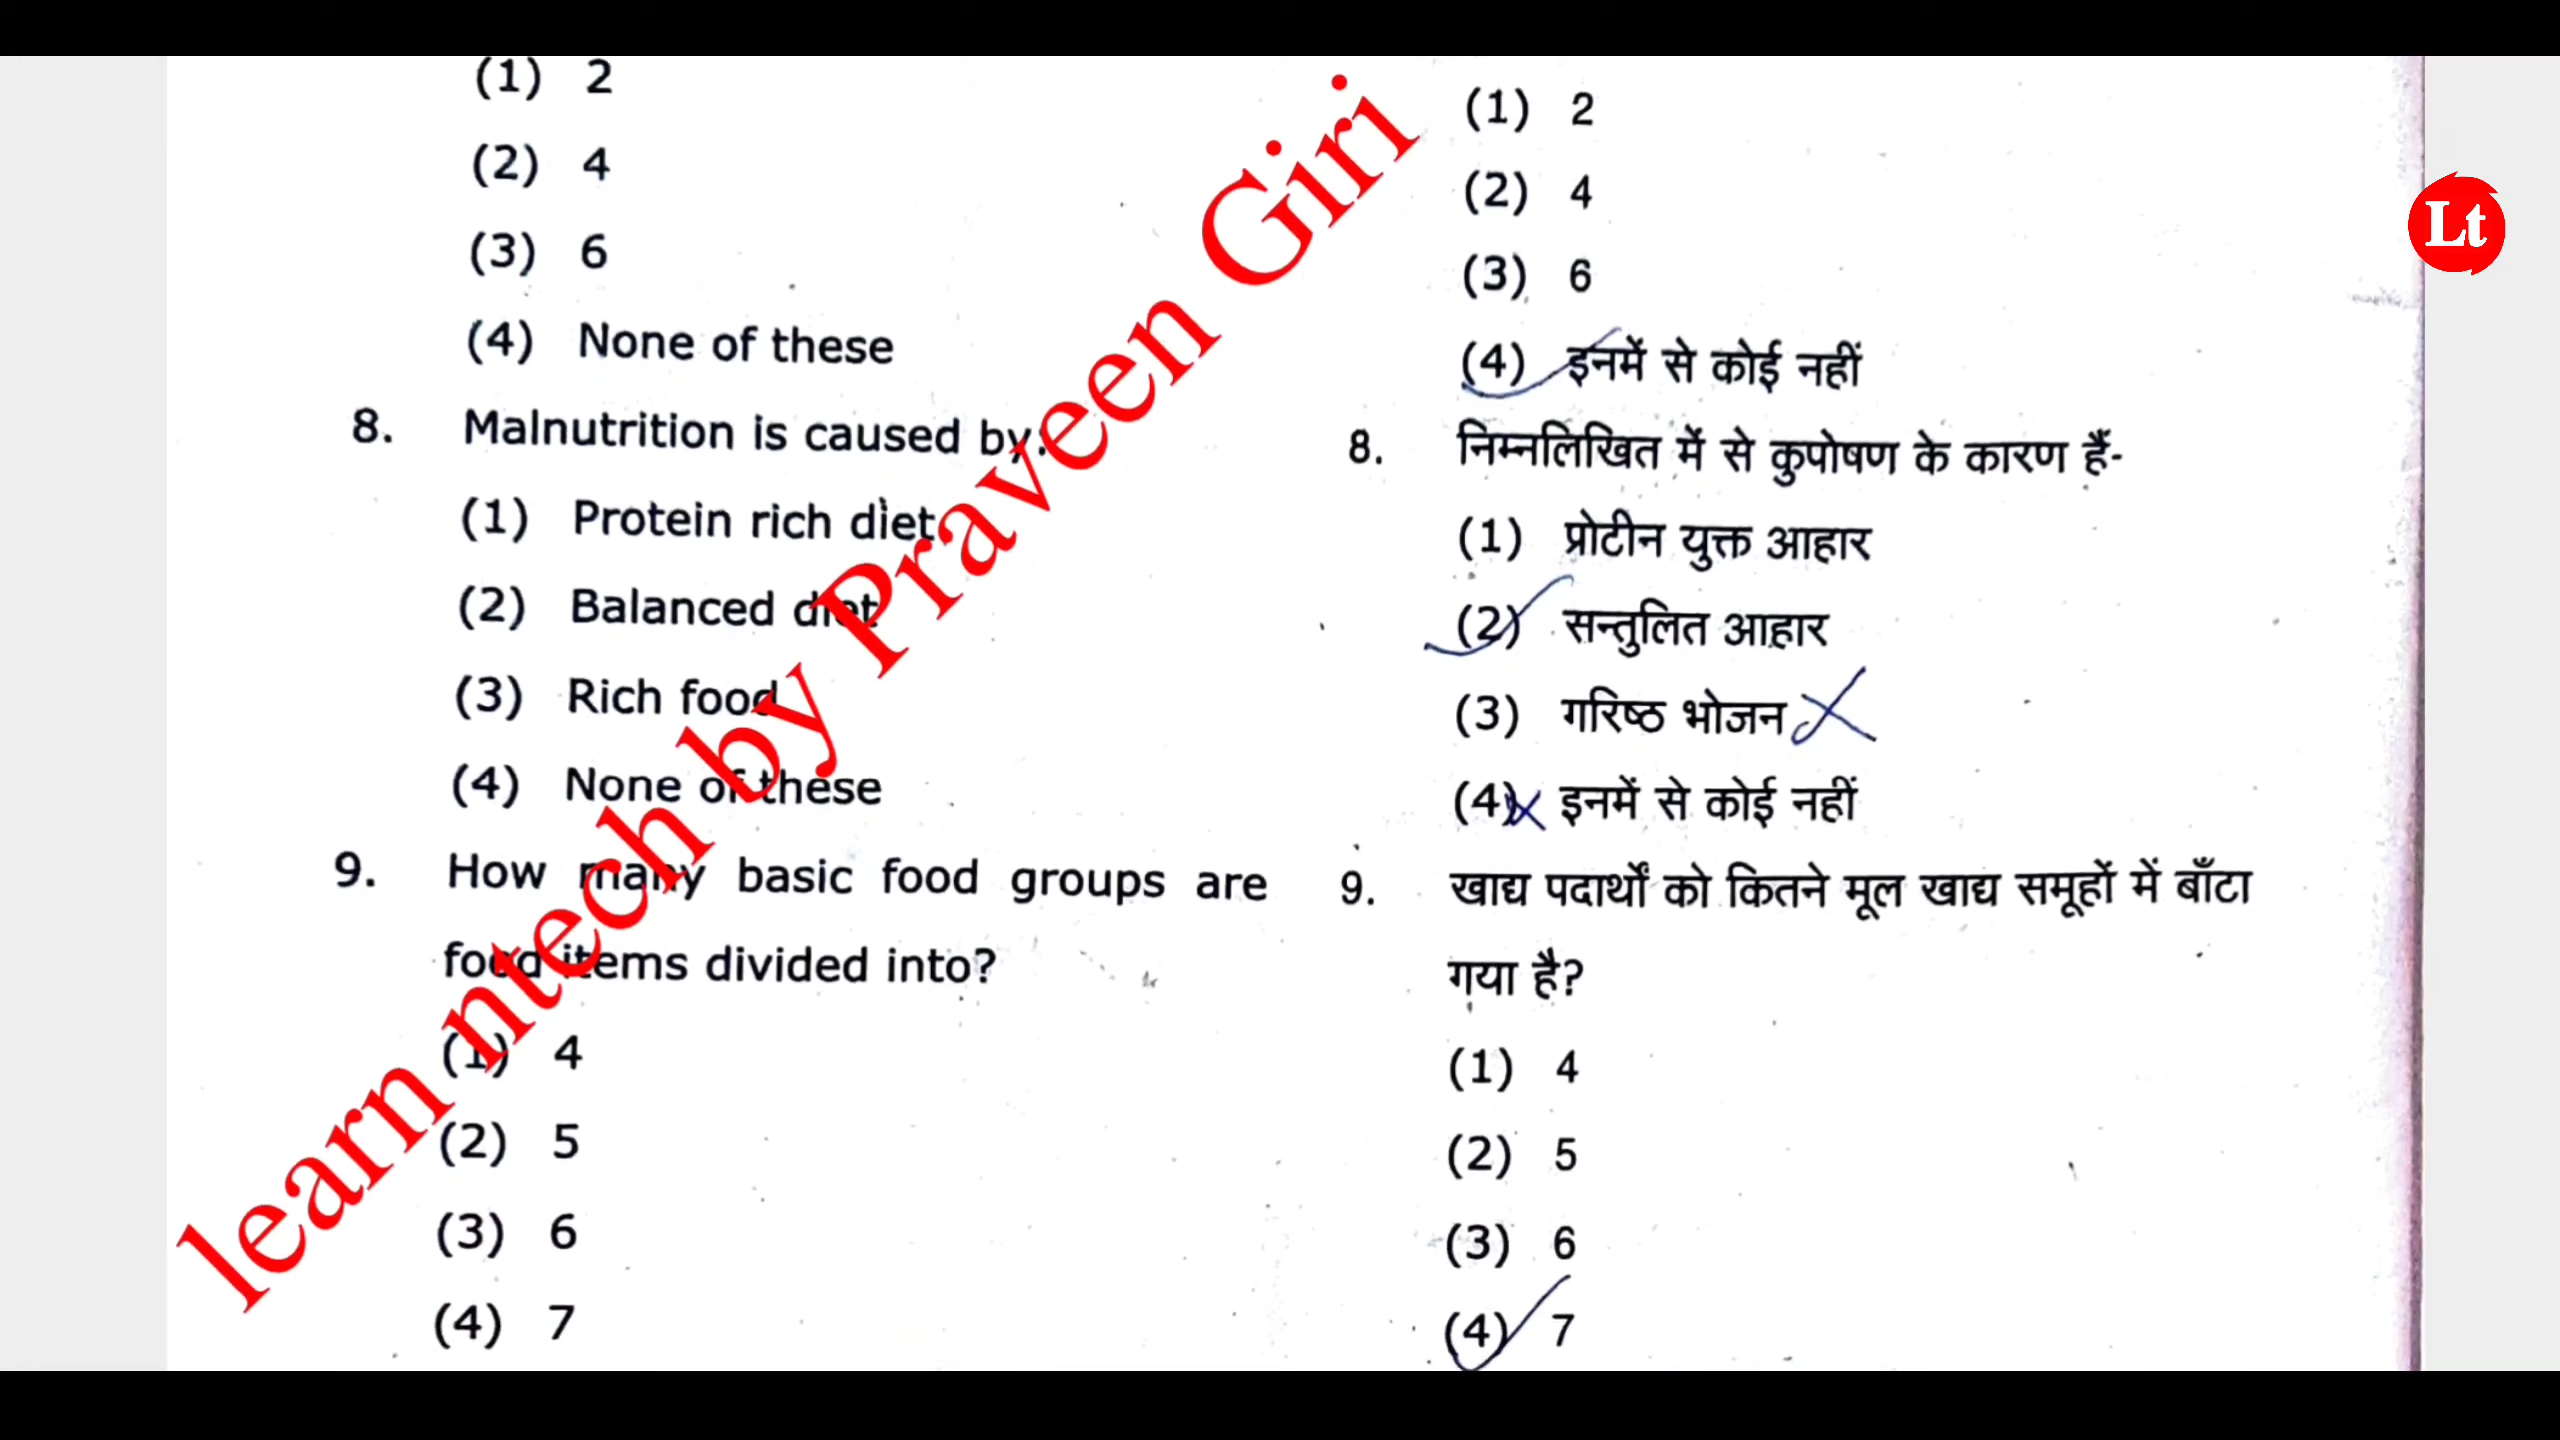 (1) 2
(2) 4
(3) 6
(4) None of these
8. Malnutrition is caused by:
(1) Protein rich diet
(2) Balanced diet
(3) Rich food
(4) None of these
9. How many basic food groups are
food items divided into?
(1) 4
(2) 5
(3) 6
(4) 7
(1) 2
(2) 4
(3) 6
(4) इनमें से कोई नहीं
8. निम्नलिखित में से कुपोषण के कारण हैं-
(1) प्रोटीन युक्त आहार
(2) सन्तुलित आहार
(3) गरिष्ठ भोजन
(4) इनमें से कोई नहीं
9. खाद्य पदार्थों को कितने मूल खाद्य समूहों में बाँटा
गया है?
(1) 4
(2) 5
(3) 6
(4) 7
learn ntech by Praveen Giri
Lt